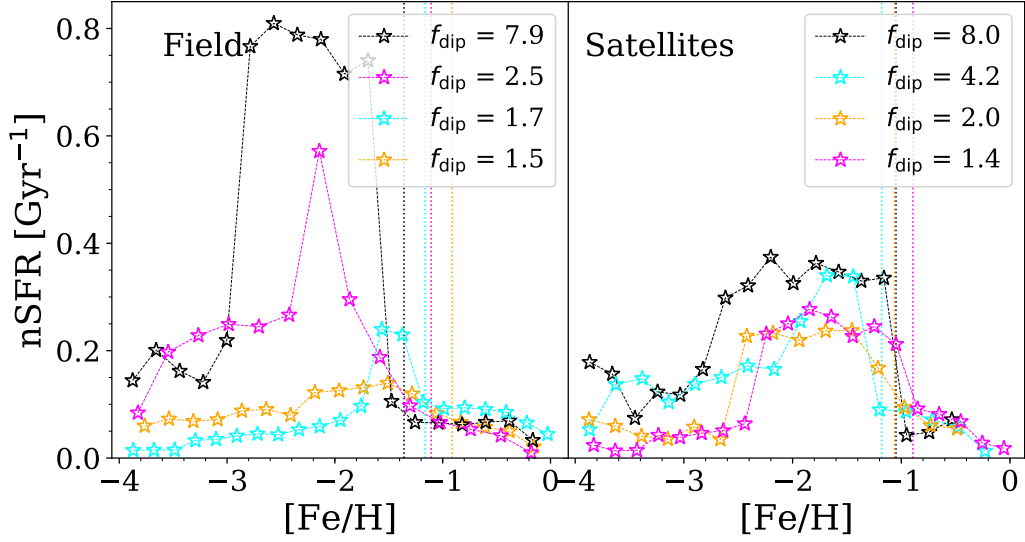 Field
f_dip = 7.9
f_dip = 2.5
f_dip = 1.7
f_dip = 1.5
Satellites
f_dip = 8.0
f_dip = 4.2
f_dip = 2.0
f_dip = 1.4
nSFR [Gyr⁻¹]
0.8
0.6
0.4
0.2
0.0
−4 −3 −2 −1 0
−4 −3 −2 −1 0
[Fe/H]
[Fe/H]